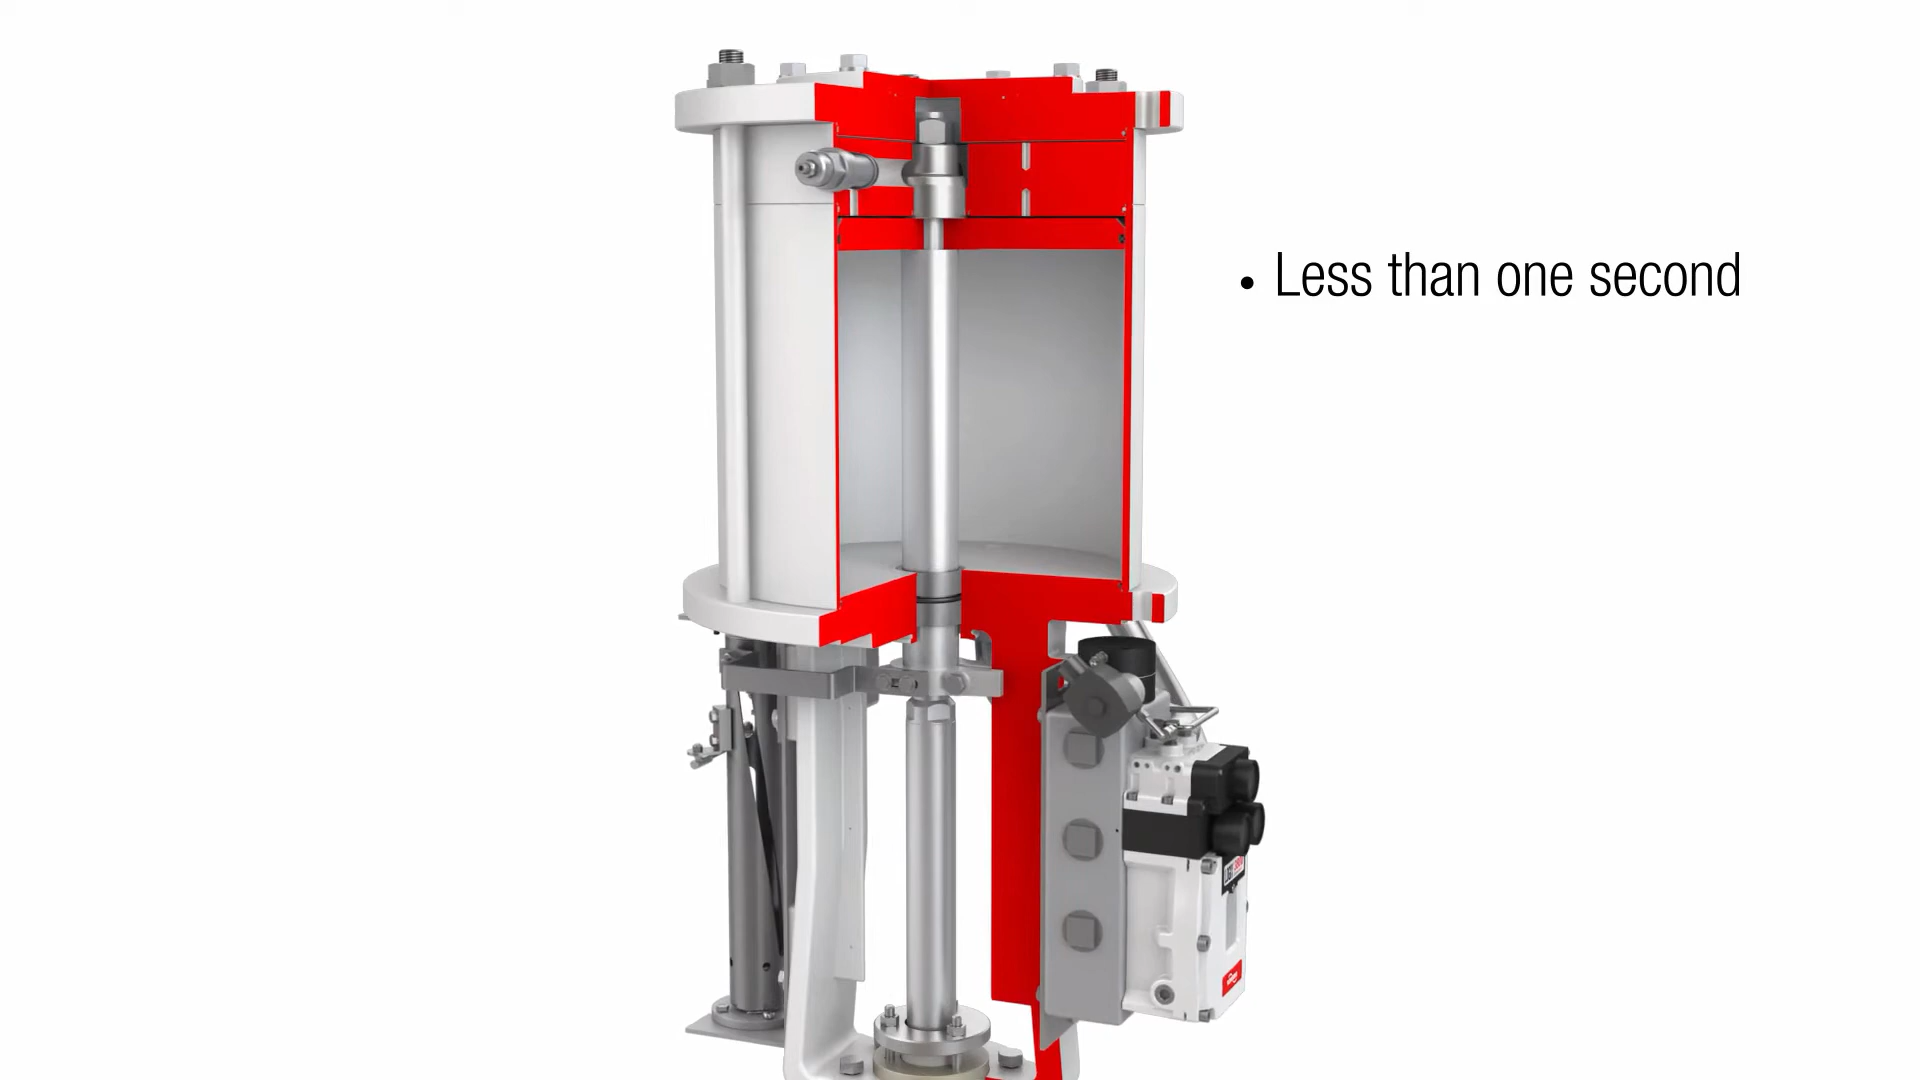 • Less than one second